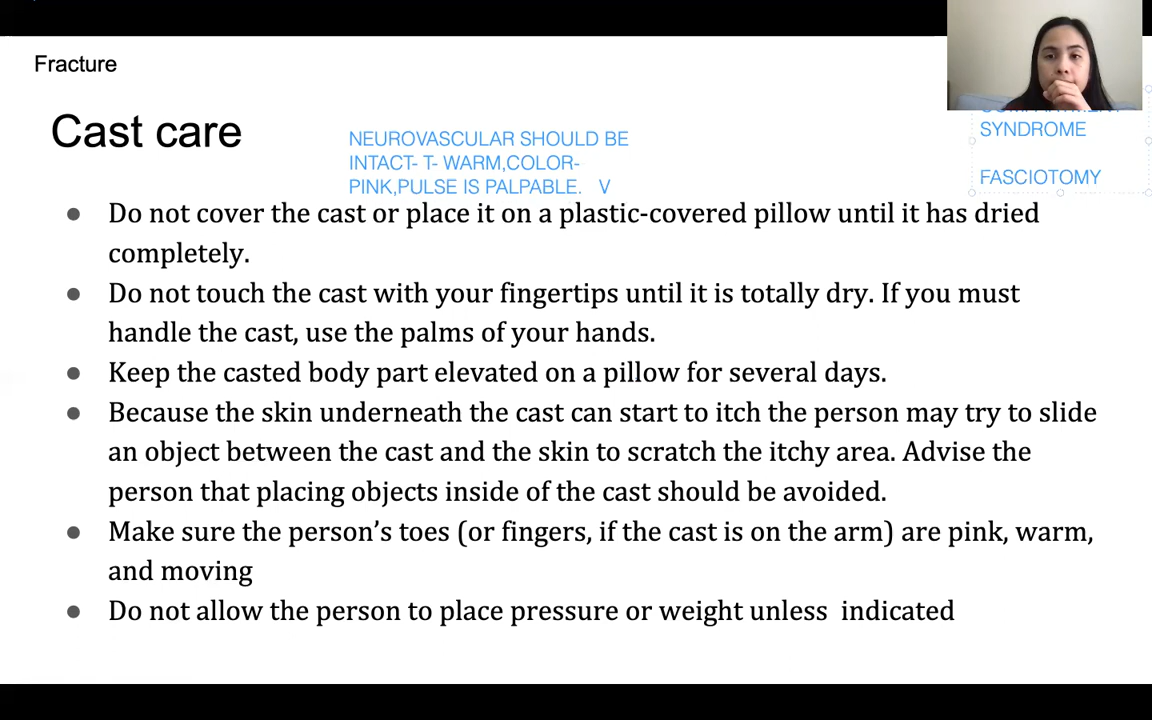 Fracture
Cast care
NEUROVASCULAR SHOULD BE
INTACT- T- WARM,COLOR-
PINK,PULSE IS PALPABLE. V
SYNDROME
FASCIOTOMY
● Do not cover the cast or place it on a plastic-covered pillow until it has dried
completely.
● Do not touch the cast with your fingertips until it is totally dry. If you must
handle the cast, use the palms of your hands.
● Keep the casted body part elevated on a pillow for several days.
● Because the skin underneath the cast can start to itch the person may try to slide
an object between the cast and the skin to scratch the itchy area. Advise the
person that placing objects inside of the cast should be avoided.
● Make sure the person’s toes (or fingers, if the cast is on the arm) are pink, warm,
and moving
● Do not allow the person to place pressure or weight unless indicated